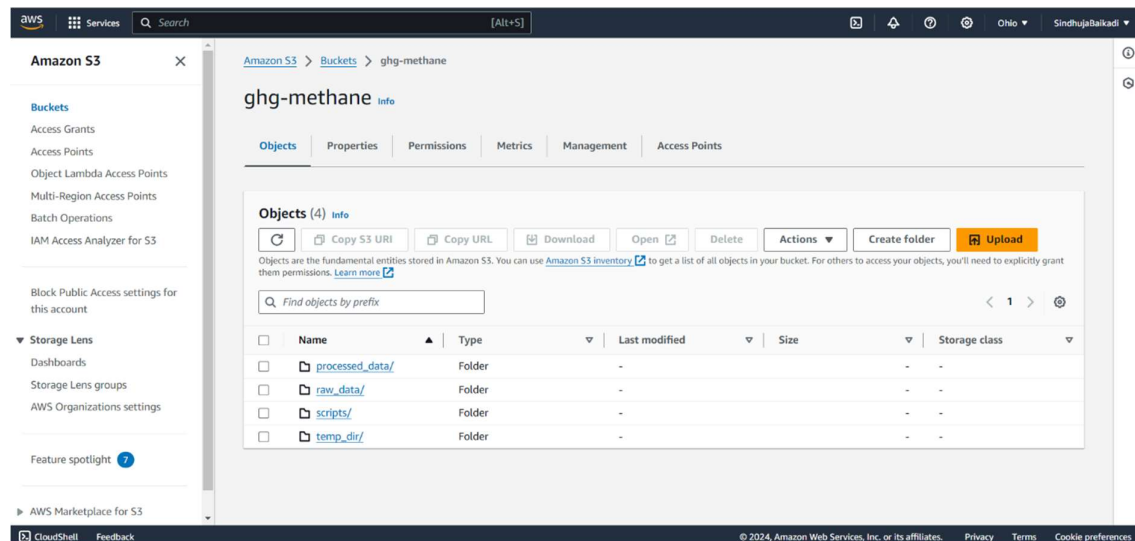 aws Services Search [Alt+S] Ohio ▼ SindhujaBaikadi ▼
Amazon S3 ×
Buckets
Access Grants
Access Points
Object Lambda Access Points
Multi-Region Access Points
Batch Operations
IAM Access Analyzer for S3
Block Public Access settings for
this account
▼ Storage Lens
Dashboards
Storage Lens groups
AWS Organizations settings
Feature spotlight 7
▶ AWS Marketplace for S3
Amazon S3 > Buckets > ghg-methane
ghg-methane Info
Objects Properties Permissions Metrics Management Access Points
Objects (4) Info
Copy S3 URI Copy URL Download Open Delete Actions ▼ Create folder Upload
Objects are the fundamental entities stored in Amazon S3. You can use Amazon S3 inventory to get a list of all objects in your bucket. For others to access your objects, you'll need to explicitly grant
them permissions. Learn more
Find objects by prefix < 1 >
Name ▲ Type ▽ Last modified ▽ Size ▽ Storage class ▽
processed_data/ Folder - - -
raw_data/ Folder - - -
scripts/ Folder - - -
temp_dir/ Folder - - -
CloudShell Feedback © 2024, Amazon Web Services, Inc. or its affiliates. Privacy Terms Cookie preferences